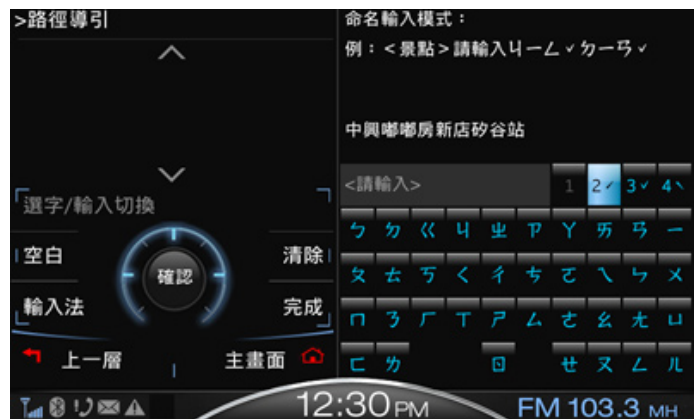 >路徑導引
選字/輸入切換
空白
清除
確認
輸入法
完成
上一層
主畫面
命名輸入模式：
例：<景點>請輸入ㄐㄧㄥˇㄉㄧㄢˇ
中興嘟嘟房新店矽谷站
<請輸入>
1 2ˊ 3ˇ 4ˋ
ㄅ ㄉ ㄍ ㄐ ㄓ ㄗ ㄚ ㄞ ㄢ ㄧ
ㄆ ㄊ ㄎ ㄑ ㄔ ㄘ ㄛ ㄟ ㄣ ㄨ
ㄇ ㄋ ㄏ ㄒ ㄕ ㄙ ㄜ ㄠ ㄤ ㄩ
ㄈ ㄌ ㄖ ㄝ ㄡ ㄥ ㄦ
12:30 PM
FM 103.3 MH